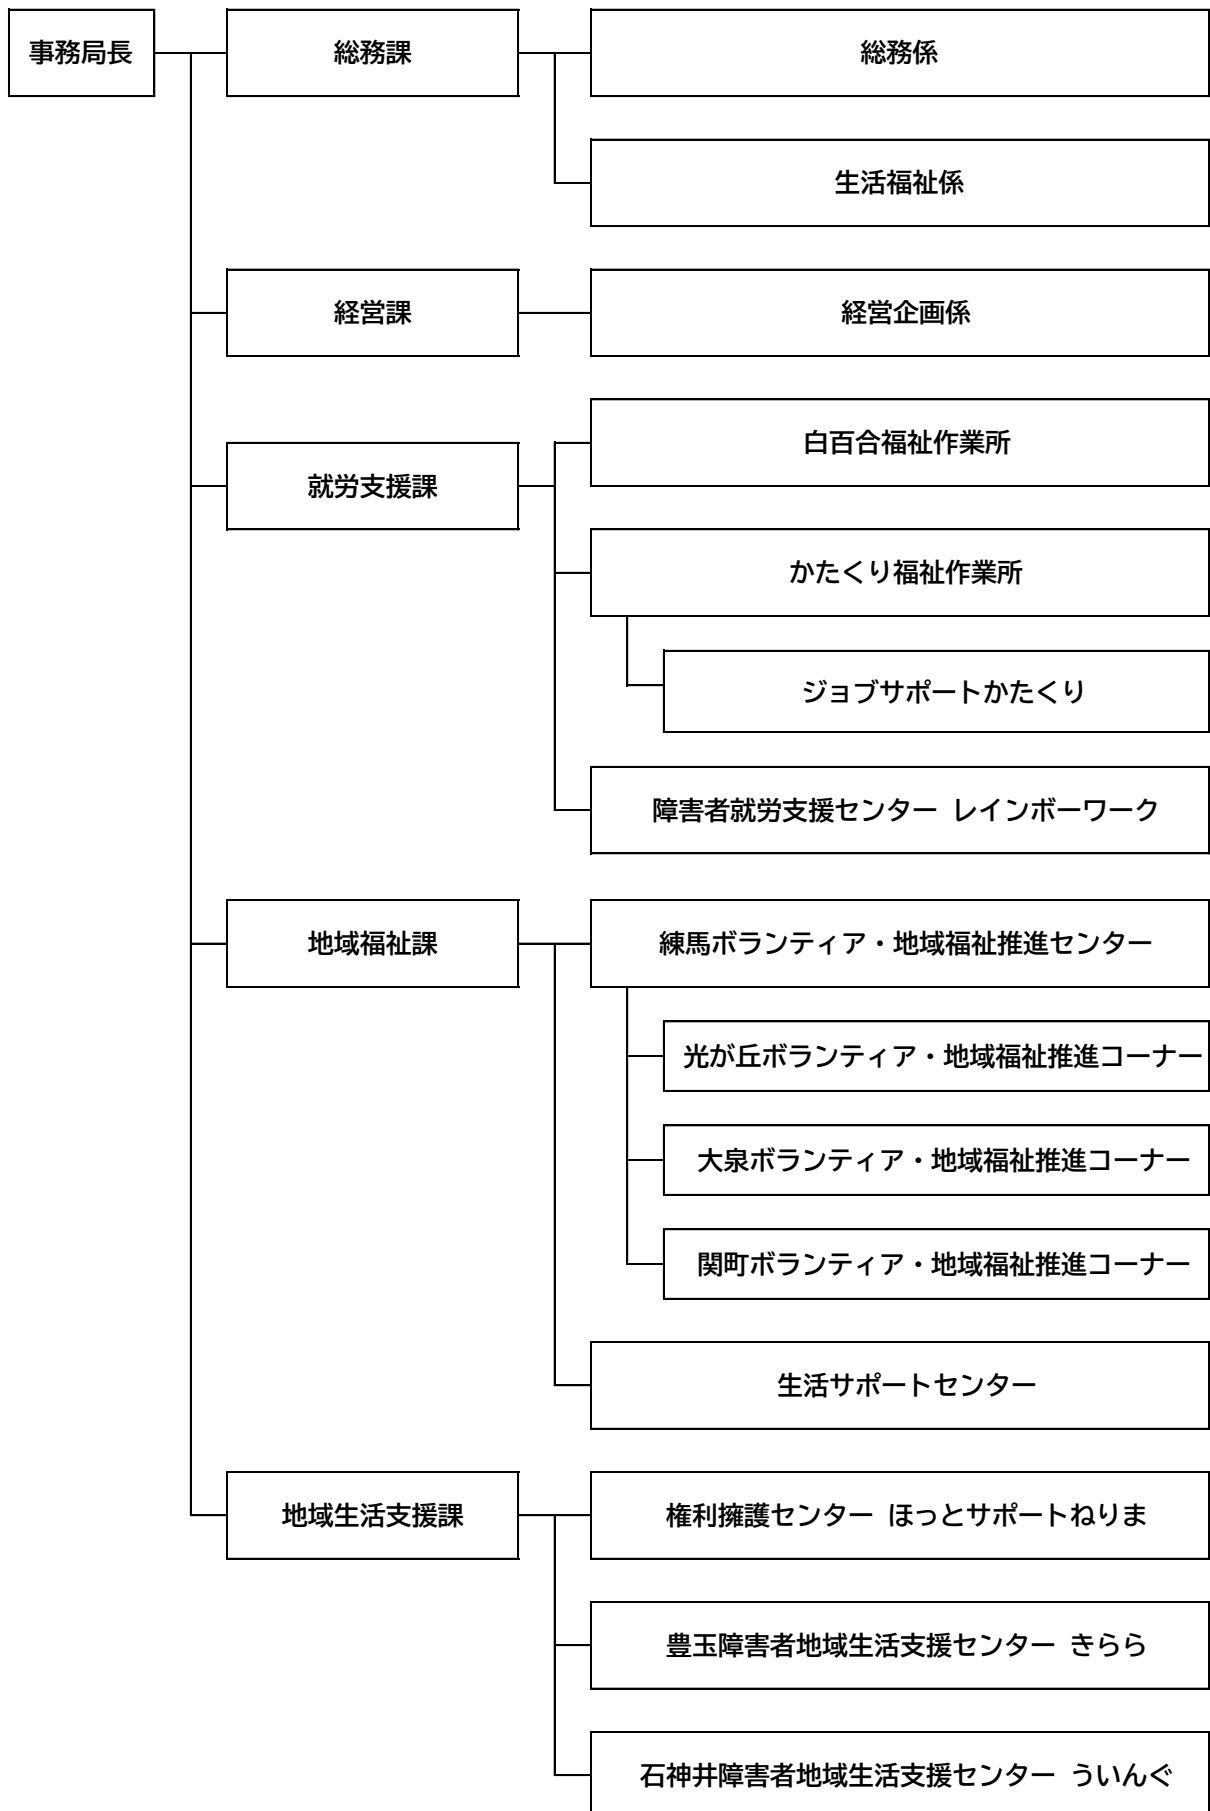 事務局長
総務課
総務係
生活福祉係
経営課
経営企画係
就労支援課
白百合福祉作業所
かたくり福祉作業所
ジョブサポートかたくり
障害者就労支援センター レインボーワーク
地域福祉課
練馬ボランティア・地域福祉推進センター
光が丘ボランティア・地域福祉推進コーナー
大泉ボランティア・地域福祉推進コーナー
関町ボランティア・地域福祉推進コーナー
生活サポートセンター
地域生活支援課
権利擁護センター ほっとサポートねりま
豊玉障害者地域生活支援センター きらら
石神井障害者地域生活支援センター ういんぐ